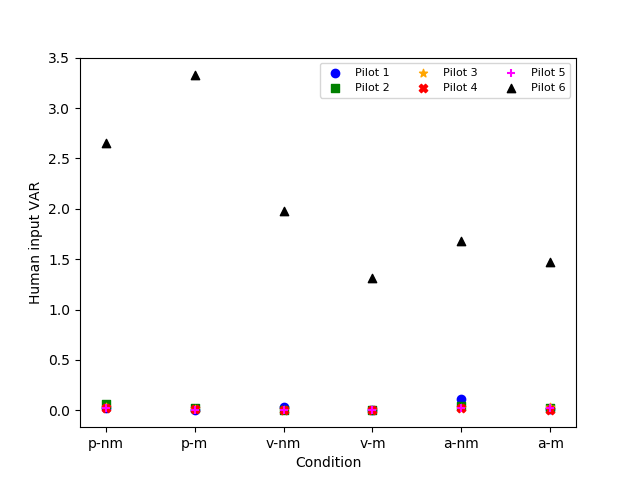 3.5
3.0
2.5
2.0
1.5
1.0
0.5
0.0
Human input VAR
Pilot 1 Pilot 3 Pilot 5
Pilot 2 Pilot 4 Pilot 6
p-nm p-m v-nm v-m a-nm a-m
Condition